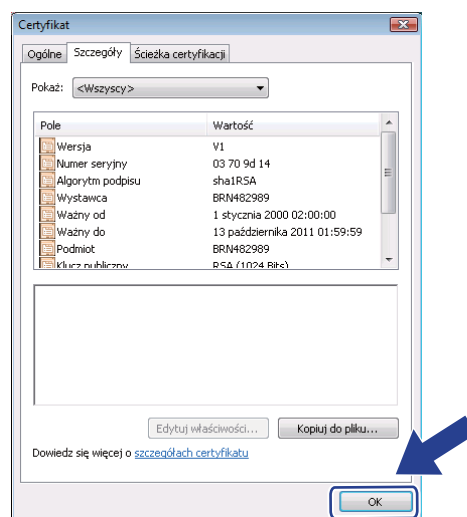 Certyfikat
Ogólne Szczegóły Ścieżka certyfikacji
Pokaż: <Wszyscy>
Pole Wartość
Wersja V1
Numer seryjny 03 70 9d 14
Algorytm podpisu sha1RSA
Wystawca BRN482989
Ważny od 1 stycznia 2000 02:00:00
Ważny do 13 października 2011 01:59:59
Podmiot BRN482989
Klucz publiczny RSA (1024 Bits)
Edytuj właściwości... Kopiuj do pliku...
Dowiedz się więcej o szczegółach certyfikatu
OK